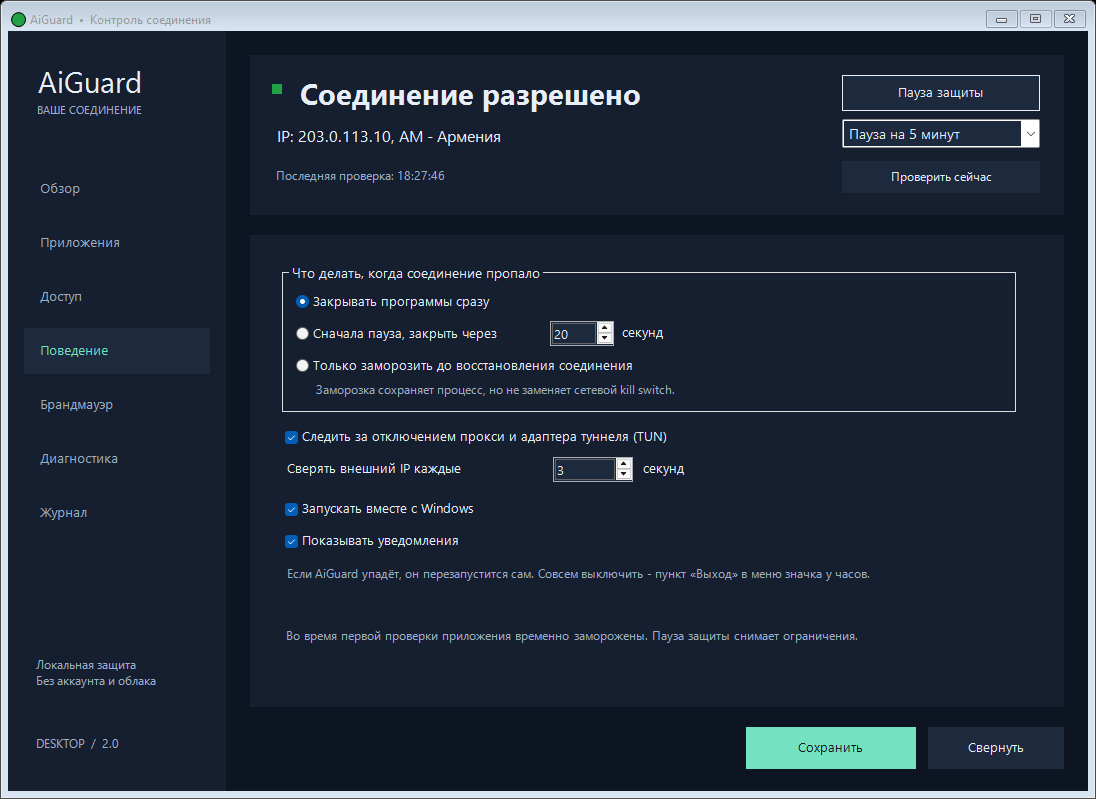 AiGuard • Контроль соединения
AiGuard
ВАШЕ СОЕДИНЕНИЕ
Обзор
Приложения
Доступ
Поведение
Брандмауэр
Диагностика
Журнал
Локальная защита
Без аккаунта и облака
DESKTOP / 2.0
Соединение разрешено
IP: 203.0.113.10, AM - Армения
Последняя проверка: 18:27:46
Пауза защиты
Пауза на 5 минут
Проверить сейчас
Что делать, когда соединение пропало
Закрывать программы сразу
Сначала пауза, закрыть через 20 секунд
Только заморозить до восстановления соединения
Заморозка сохраняет процесс, но не заменяет сетевой kill switch.
Следить за отключением прокси и адаптера туннеля (TUN)
Сверять внешний IP каждые 3 секунд
Запускать вместе с Windows
Показывать уведомления
Если AiGuard упадёт, он перезапустится сам. Совсем выключить - пункт «Выход» в меню значка у часов.
Во время первой проверки приложения временно заморожены. Пауза защиты снимает ограничения.
Сохранить
Свернуть